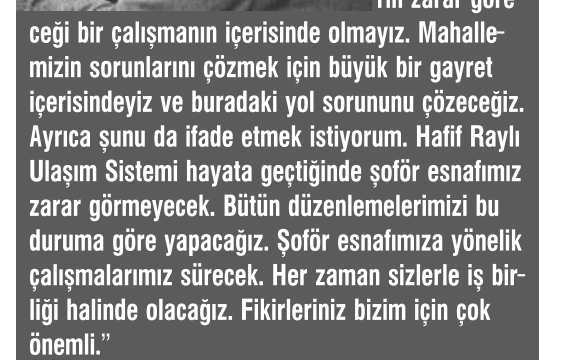 zarar göre
ceği bir çalışmanın içerisinde olmayız. Mahalle-
mizin sorunlarını çözmek için büyük bir gayret
içerisindeyiz ve buradaki yol sorununu çözeceğiz.
Ayrıca şunu da ifade etmek istiyorum. Hafif Raylı
Ulaşım Sistemi hayata geçtiğinde şoför esnafımız
zarar görmeyecek. Bütün düzenlemelerimizi bu
duruma göre yapacağız. Şoför esnafımıza yönelik
çalışmalarımız sürecek. Her zaman sizlerle iş bir-
liği halinde olacağız. Fikirleriniz bizim için çok
önemli.”